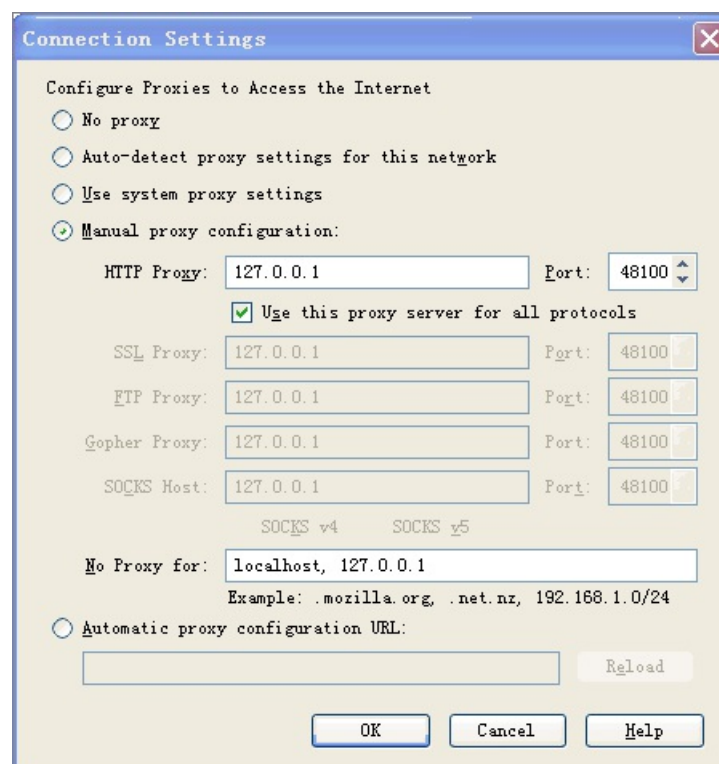 Connection Settings
Configure Proxies to Access the Internet
No proxy
Auto-detect proxy settings for this network
Use system proxy settings
Manual proxy configuration:
HTTP Proxy: 127.0.0.1 Port: 48100
Use this proxy server for all protocols
SSL Proxy: 127.0.0.1 Port: 48100
FTP Proxy: 127.0.0.1 Port: 48100
Gopher Proxy: 127.0.0.1 Port: 48100
SOCKS Host: 127.0.0.1 Port: 48100
SOCKS v4 SOCKS v5
No Proxy for: localhost, 127.0.0.1
Example: .mozilla.org, .net.nz, 192.168.1.0/24
Automatic proxy configuration URL:
Reload
OK Cancel Help